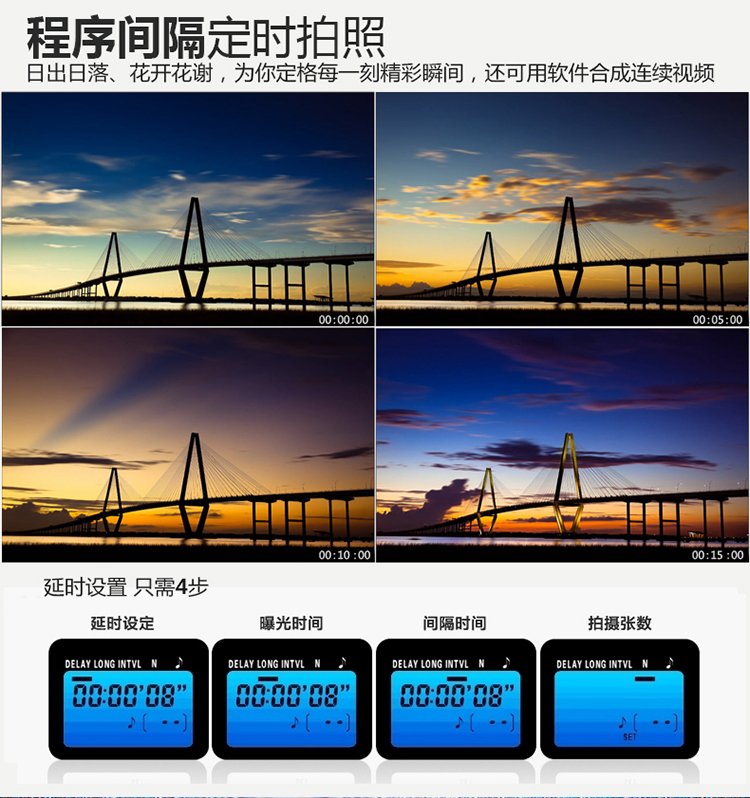 程序间隔定时拍照
日出日落、花开花谢，为你定格每一刻精彩瞬间，还可用软件合成连续视频
00:00:00
00:05:00
00:10:00
00:15:00
延时设置 只需4步
延时设定 曝光时间 间隔时间 拍摄张数
DELAY LONG INTVL N ♪ DELAY LONG INTVL N ♪ DELAY LONG INTVL N ♪ DELAY LONG INTVL N ♪
00:00'08" 00:00'08" 00:00'08"
♪ [ -- ] ♪ [ -- ] ♪ [ -- ] ♪ [ -- ]
SET